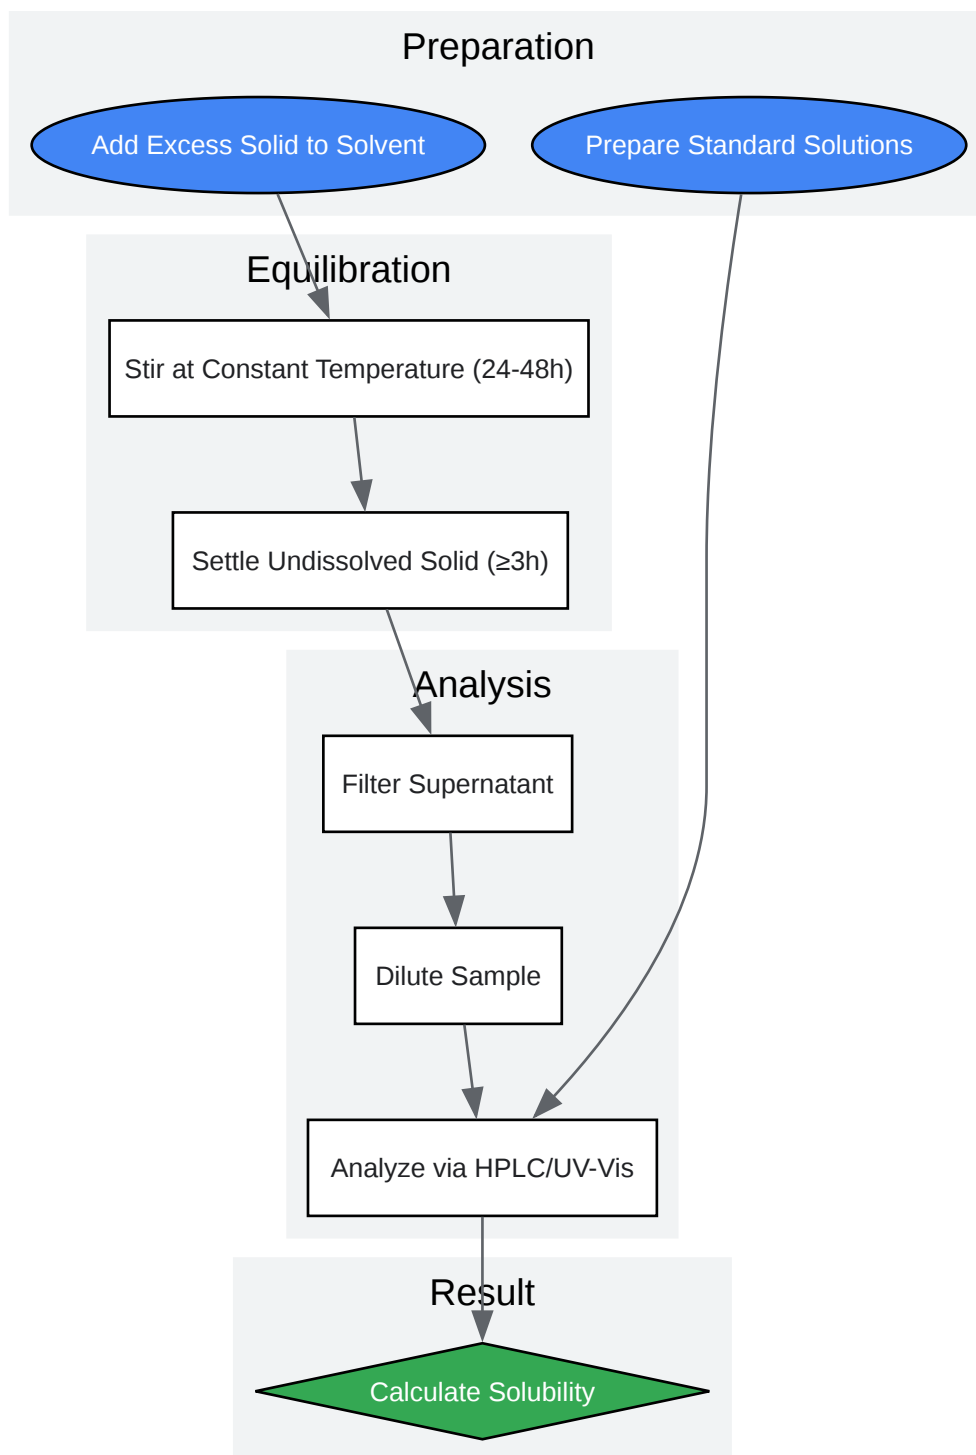 Preparation
Add Excess Solid to Solvent
Prepare Standard Solutions
Equilibration
Stir at Constant Temperature (24-48h)
Settle Undissolved Solid (≥3h)
Analysis
Filter Supernatant
Dilute Sample
Analyze via HPLC/UV-Vis
Result
Calculate Solubility